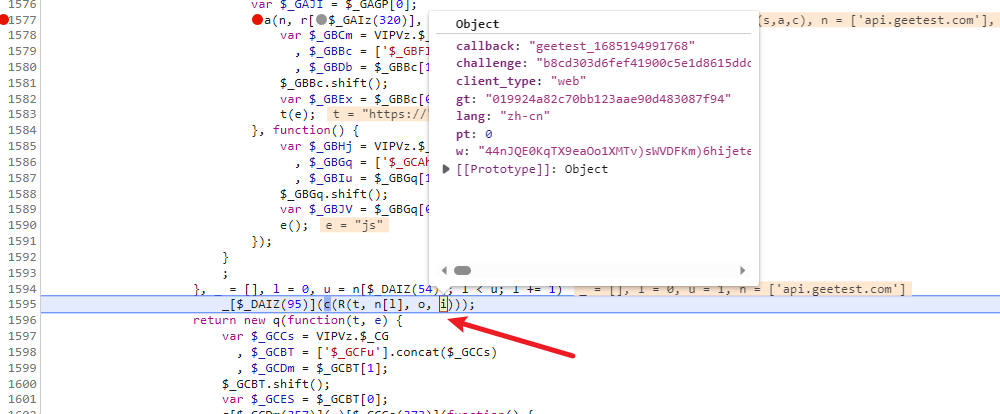 1576 var $_GAJI = $_GAGP[0];
1577 a(n, r[ $_GAIz(320)], (s,a,c), n = ['api.geetest.com'],
1578 var $_GBCm = VIPVz.$_
1579 , $_GBBc = ['$_GBFI
1580 , $_GBDb = $_GBBc[1
1581 $_GBBc.shift();
1582 var $_GBEx = $_GBBc[0
1583 t(e); t = "https://
1584 }, function() {
1585 var $_GBHj = VIPVz.$_
1586 , $_GBGq = ['$_GCAh
1587 , $_GBIu = $_GBGq[1
1588 $_GBGq.shift();
1589 var $_GBJV = $_GBGq[0
1590 e(); e = "js"
1591 });
1592 }
1593 ;
1594 }, _ = [], l = 0, u = n[$_DAIZ(54)]; l < u; l += 1) _ = [], l = 0, u = 1, n = ['api.geetest.com']
1595 _[$_DAIZ(95)](c(R(t, n[l], o, i)));
1596 return new q(function(t, e) {
1597 var $_GCCs = VIPVz.$_CG
1598 , $_GCBT = ['$_GCFu'].concat($_GCCs)
1599 , $_GCDm = $_GCBT[1];
1600 $_GCBT.shift();
1601 var $_GCES = $_GCBT[0];
Object
callback: "geetest_1685194991768"
challenge: "b8cd303d6fef41900c5e1d8615ddc
client_type: "web"
gt: "019924a82c70bb123aae90d483087f94"
lang: "zh-cn"
pt: 0
w: "44nJQE0KqTX9eaOo1XMTv)sWVDFKm)6hijete
[[Prototype]]: Object